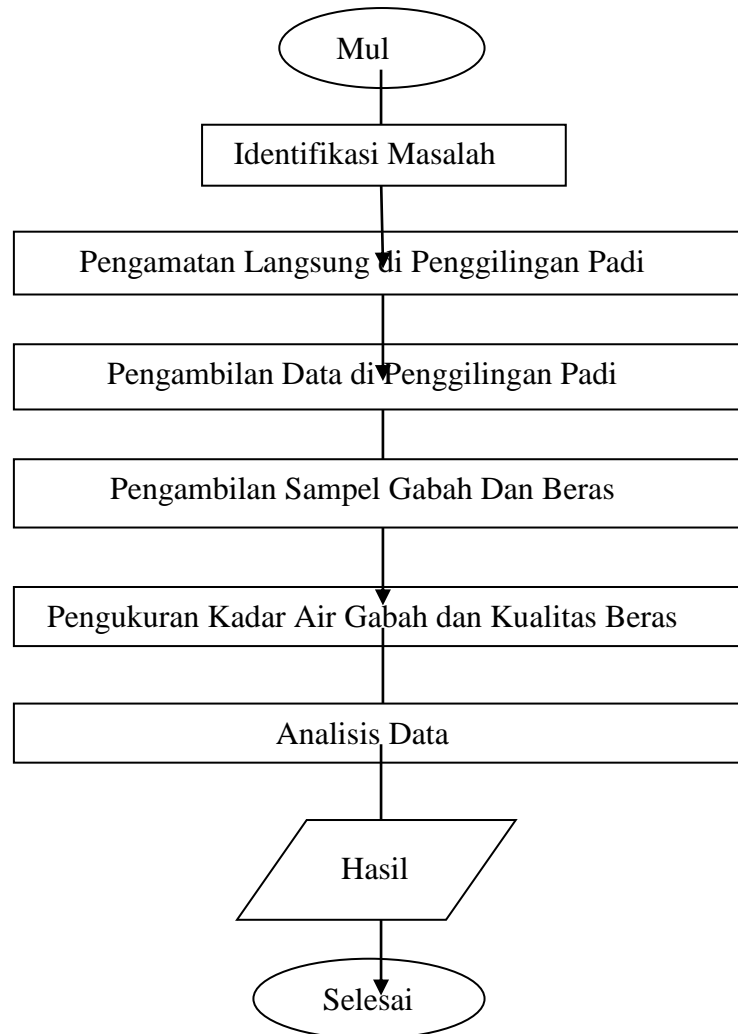 Mul
Identifikasi Masalah
Pengamatan Langsung di Penggilingan Padi
Pengambilan Data di Penggilingan Padi
Pengambilan Sampel Gabah Dan Beras
Pengukuran Kadar Air Gabah dan Kualitas Beras
Analisis Data
Hasil
Selesai